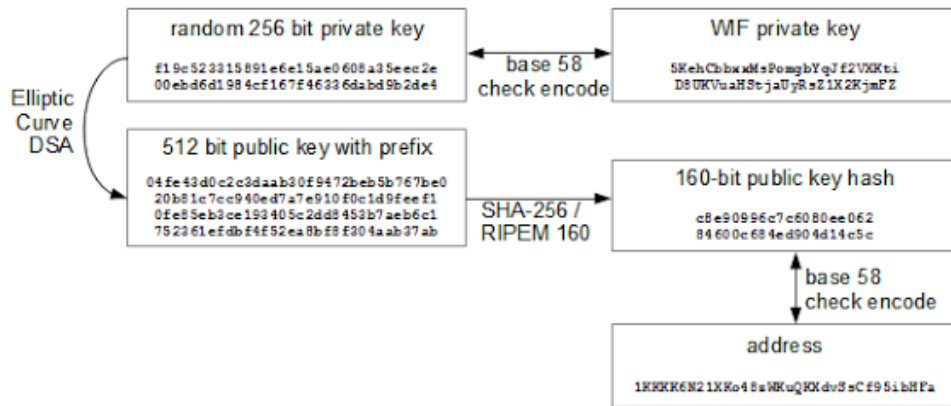 random 256 bit private key
f19c523315891e6e15ae0608a35eec2e
00ebd6d1984cf167f46336dabd9b2de4
base 58
check encode
WIF private key
5KehCbbxxMsPomgbYqJf2VXKti
D8UKVuaHStjaUyRsZ1X2KjmPZ
Elliptic
Curve
DSA
512 bit public key with prefix
04fe43d0c2c3daab30f9472beb5b767be0
20b81c7cc940ed7a7e910f0c1d9feef1
0fe85eb3ce193405c2dd8453b7aeb6c1
752361efdbf4f52ea8bf8f304aab37ab
SHA-256 /
RIPEM 160
160-bit public key hash
c8e90996c7c6080ee062
84600c684ed904d14c5c
base 58
check encode
address
1KKKK6N21XKo48zWKuQKXdvSsCf95ibHFa